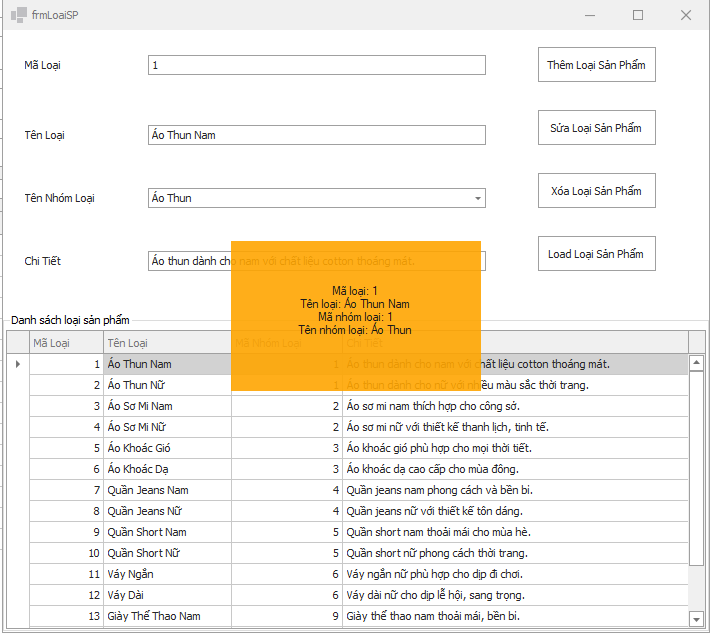 frmLoaiSP
Mã Loại 1 Thêm Loại Sản Phẩm
Tên Loại Áo Thun Nam Sửa Loại Sản Phẩm
Tên Nhóm Loại Áo Thun Xóa Loại Sản Phẩm
Chi Tiết Áo thun dành cho nam với chất liệu cotton thoáng mát. Load Loại Sản Phẩm
Mã loại: 1
Tên loại: Áo Thun Nam
Mã nhóm loại: 1
Tên nhóm loại: Áo Thun
Danh sách loại sản phẩm
Mã Loại Tên Loại Mã Nhóm Loại Chi Tiết
1 Áo Thun Nam 1 Áo thun dành cho nam với chất liệu cotton thoáng mát.
2 Áo Thun Nữ 1 Áo thun dành cho nữ với nhiều màu sắc thời trang.
3 Áo Sơ Mi Nam 2 Áo sơ mi nam thích hợp cho công sở.
4 Áo Sơ Mi Nữ 2 Áo sơ mi nữ với thiết kế thanh lịch, tinh tế.
5 Áo Khoác Gió 3 Áo khoác gió phù hợp cho mọi thời tiết.
6 Áo Khoác Dạ 3 Áo khoác dạ cao cấp cho mùa đông.
7 Quần Jeans Nam 4 Quần jeans nam phong cách và bền bỉ.
8 Quần Jeans Nữ 4 Quần jeans nữ với thiết kế tôn dáng.
9 Quần Short Nam 5 Quần short nam thoải mái cho mùa hè.
10 Quần Short Nữ 5 Quần short nữ phong cách thời trang.
11 Váy Ngắn 6 Váy ngắn nữ phù hợp cho dịp đi chơi.
12 Váy Dài 6 Váy dài nữ cho dịp lễ hội, sang trọng.
13 Giày Thể Thao Nam 9 Giày thể thao nam thoải mái, bền bỉ.